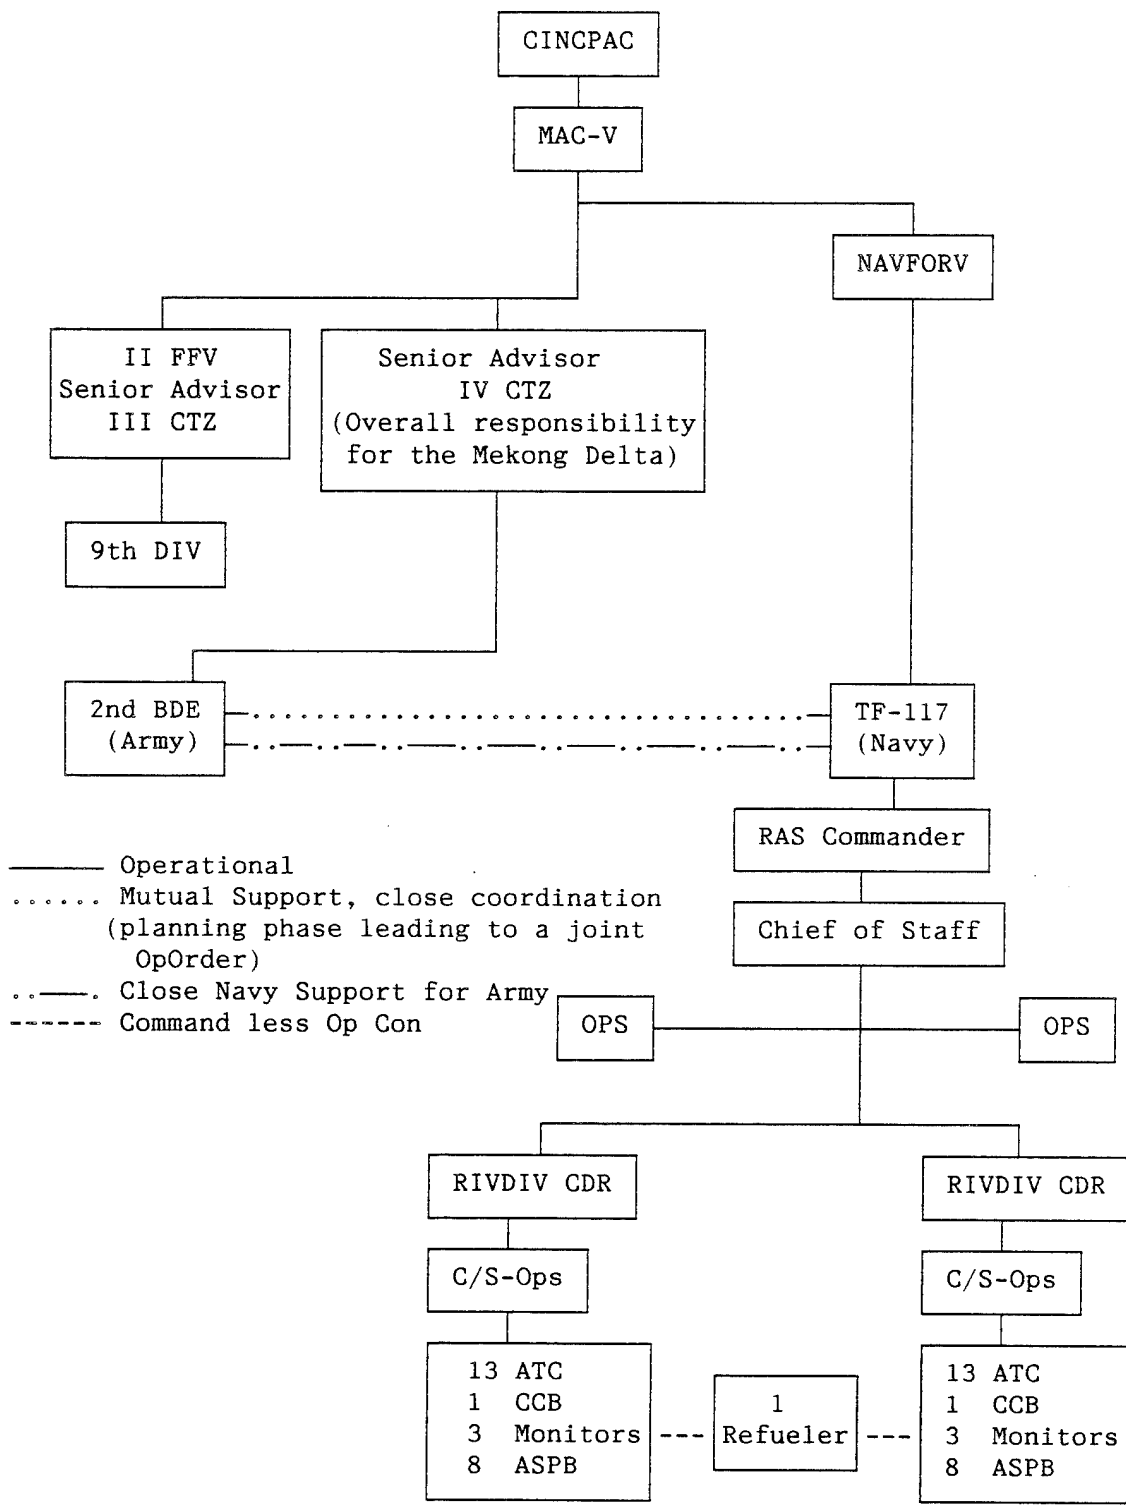 CINCPAC
MAC-V
NAVFORV
II FFV
Senior Advisor
III CTZ
Senior Advisor
IV CTZ
(Overall responsibility
for the Mekong Delta)
9th DIV
2nd BDE
(Army)
TF-117
(Navy)
RAS Commander
Operational
Mutual Support, close coordination
(planning phase leading to a joint
OpOrder)
Close Navy Support for Army
Command less Op Con
Chief of Staff
OPS
OPS
RIVDIV CDR
RIVDIV CDR
C/S-Ops
C/S-Ops
13 ATC
1 CCB
3 Monitors
8 ASPB
1
Refueler
13 ATC
1 CCB
3 Monitors
8 ASPB